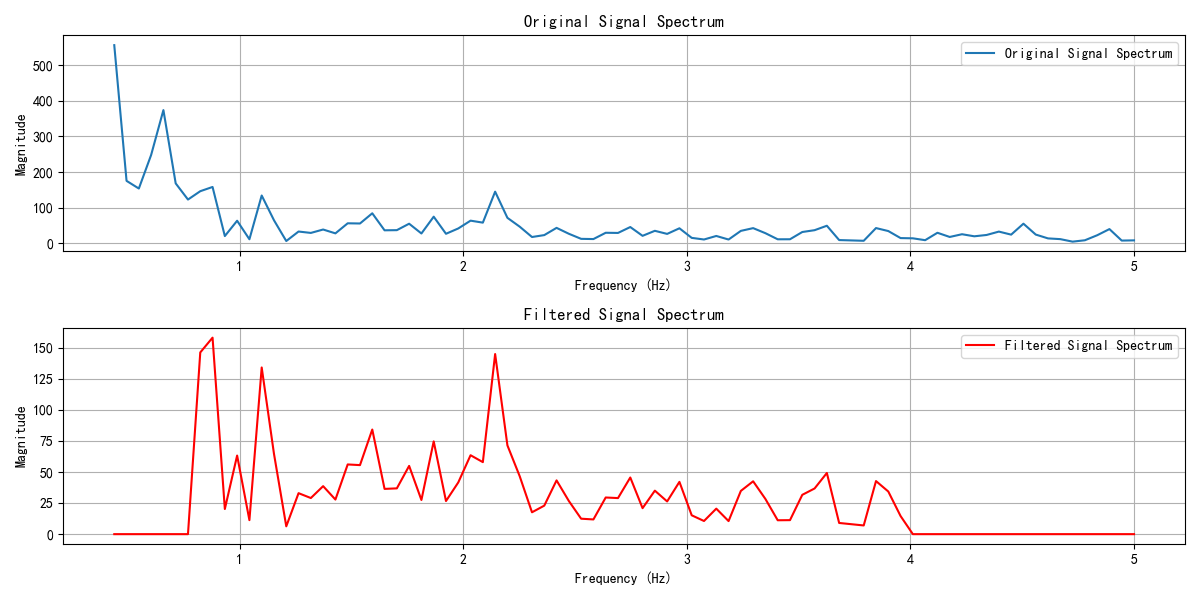 Original Signal Spectrum
Original Signal Spectrum
Magnitude
500
400
300
200
100
0
1 2 3 4 5
Frequency (Hz)
Filtered Signal Spectrum
Filtered Signal Spectrum
Magnitude
150
125
100
75
50
25
0
1 2 3 4 5
Frequency (Hz)